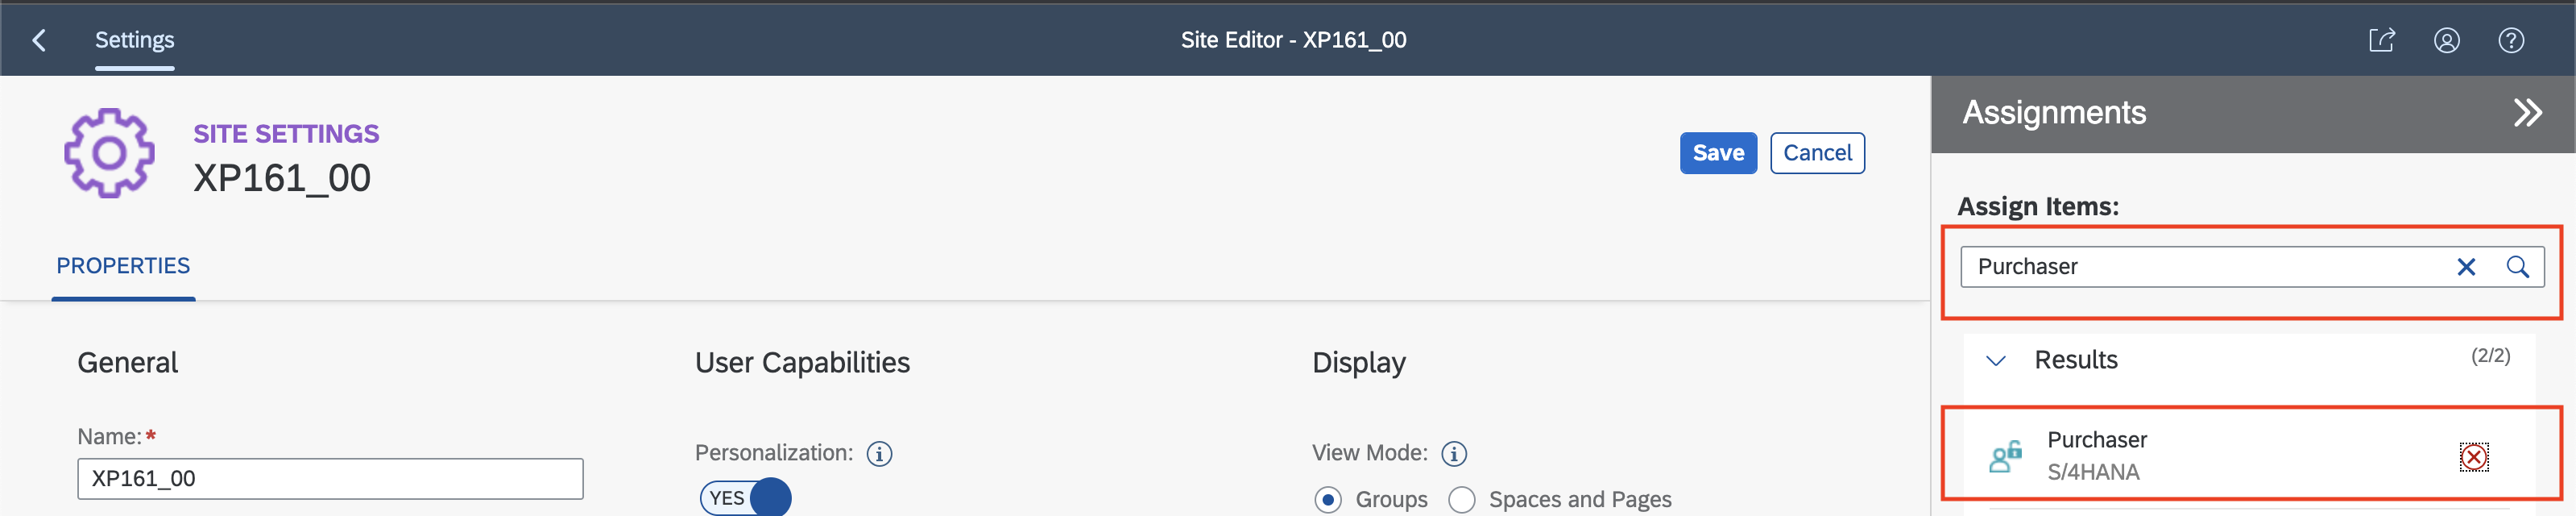 Settings
Site Editor - XP161_00
SITE SETTINGS
XP161_00
Save
Cancel
PROPERTIES
General
Name:*
XP161_00
User Capabilities
Personalization:
YES
Display
View Mode:
Groups
Spaces and Pages
Assignments
Assign Items:
Purchaser
Results
(2/2)
Purchaser
S/4HANA